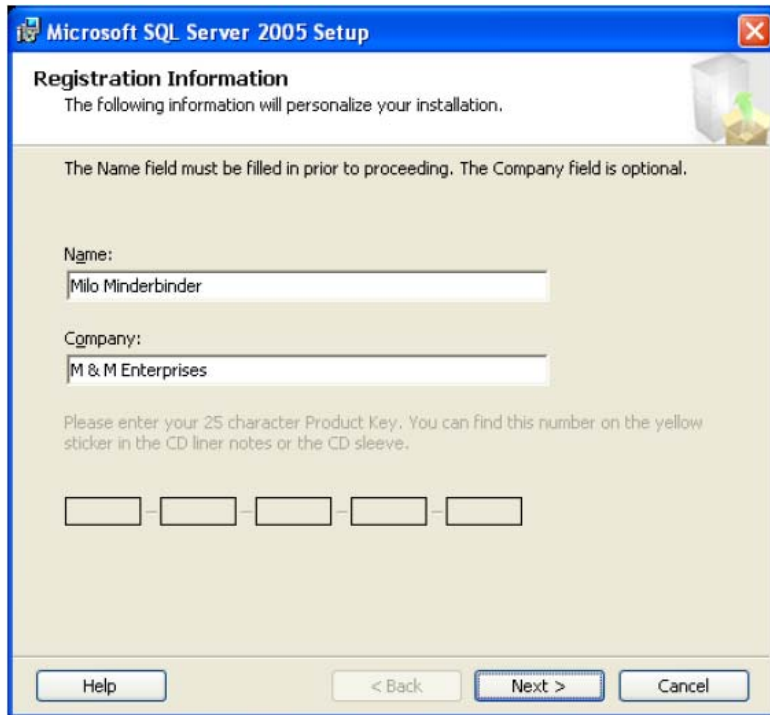 Microsoft SQL Server 2005 Setup
Registration Information
The following information will personalize your installation.
The Name field must be filled in prior to proceeding. The Company field is optional.
Name:
Milo Minderbinder
Company:
M & M Enterprises
Please enter your 25 character Product Key. You can find this number on the yellow
sticker in the CD liner notes or the CD sleeve.
Help
< Back
Next >
Cancel